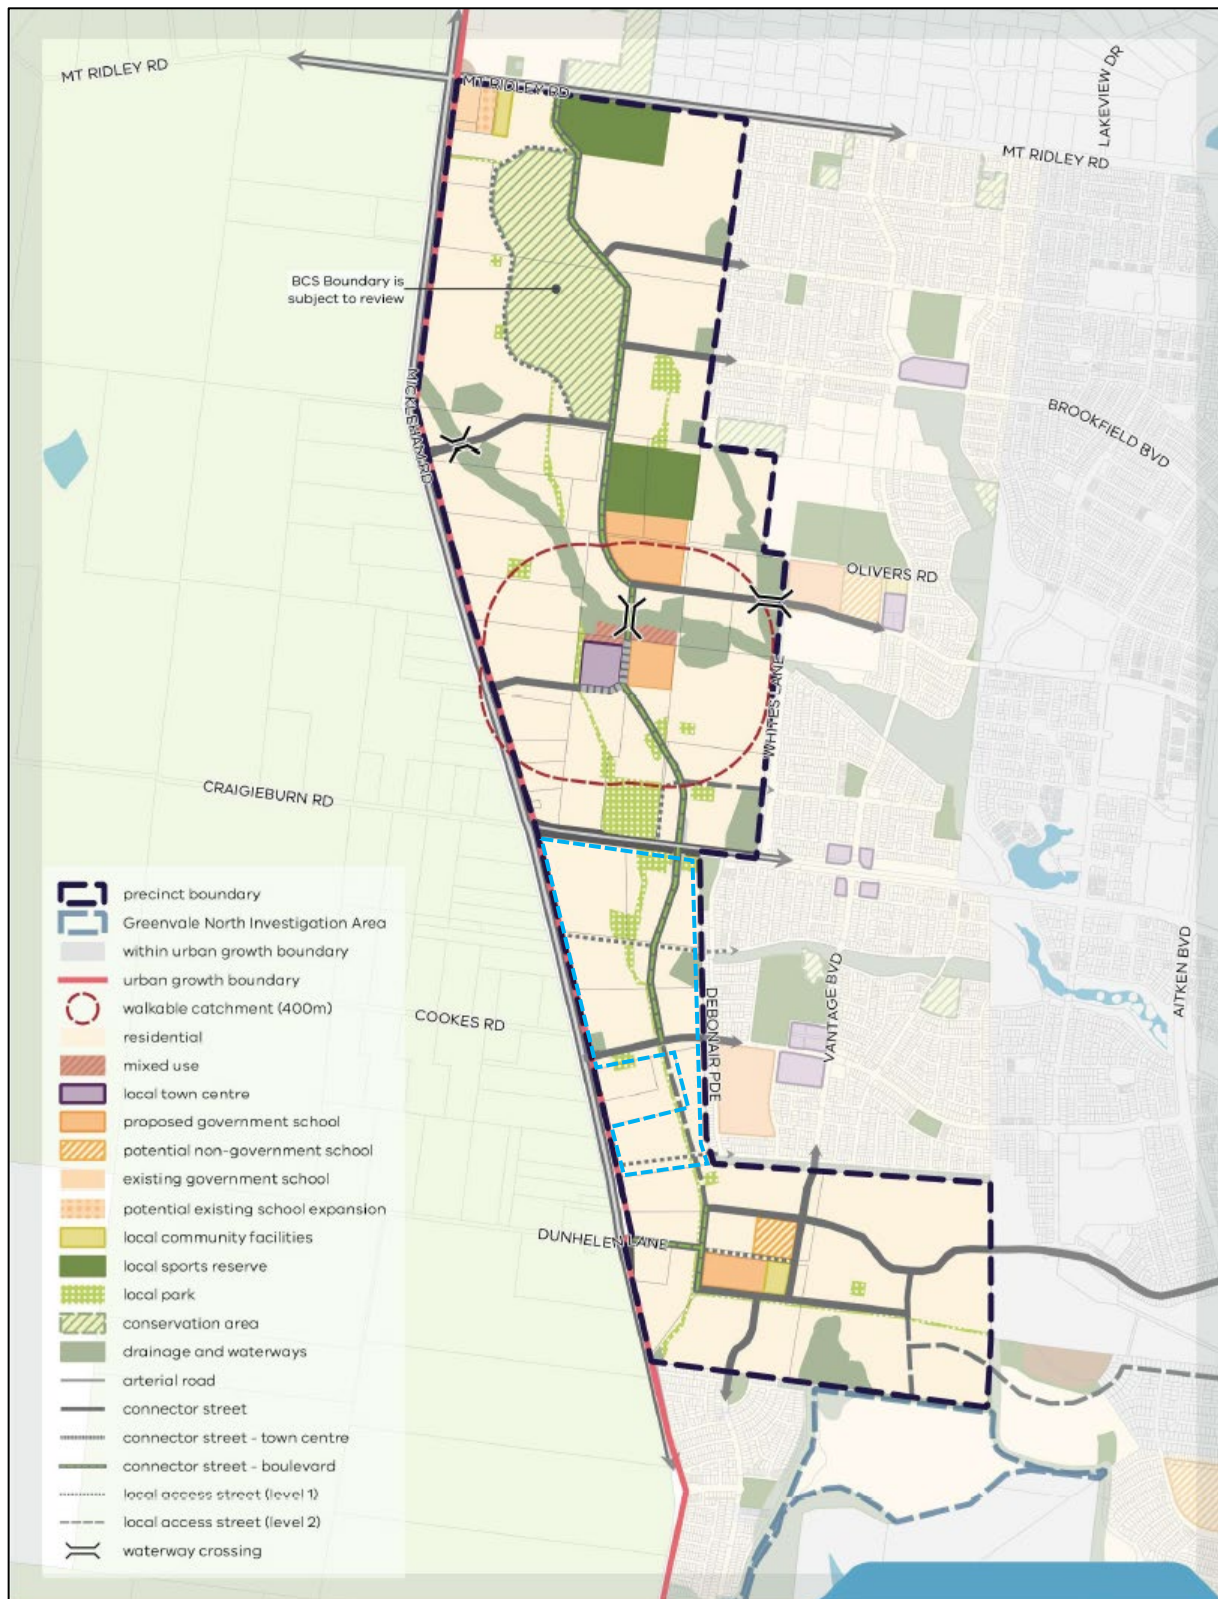 MT RIDLEY RD
MT RIDLEY RD
LAKEVIEW DR
MT RIDLEY RD
BCS Boundary is
subject to review
MICKLEHAM RD
BROOKFIELD BVD
OLIVERS RD
WHITES LANE
CRAIGIEBURN RD
precinct boundary
Greenvale North Investigation Area
within urban growth boundary
urban growth boundary
walkable catchment (400m)
residential
mixed use
local town centre
proposed government school
potential non-government school
existing government school
potential existing school expansion
local community facilities
local sports reserve
local park
conservation area
drainage and waterways
arterial road
connector street
connector street - town centre
connector street - boulevard
local access street (level 1)
local access street (level 2)
waterway crossing
COOKES RD
DEBONAIR PDE
VANTAGE BVD
AITKEN BVD
DUNHELEN LANE